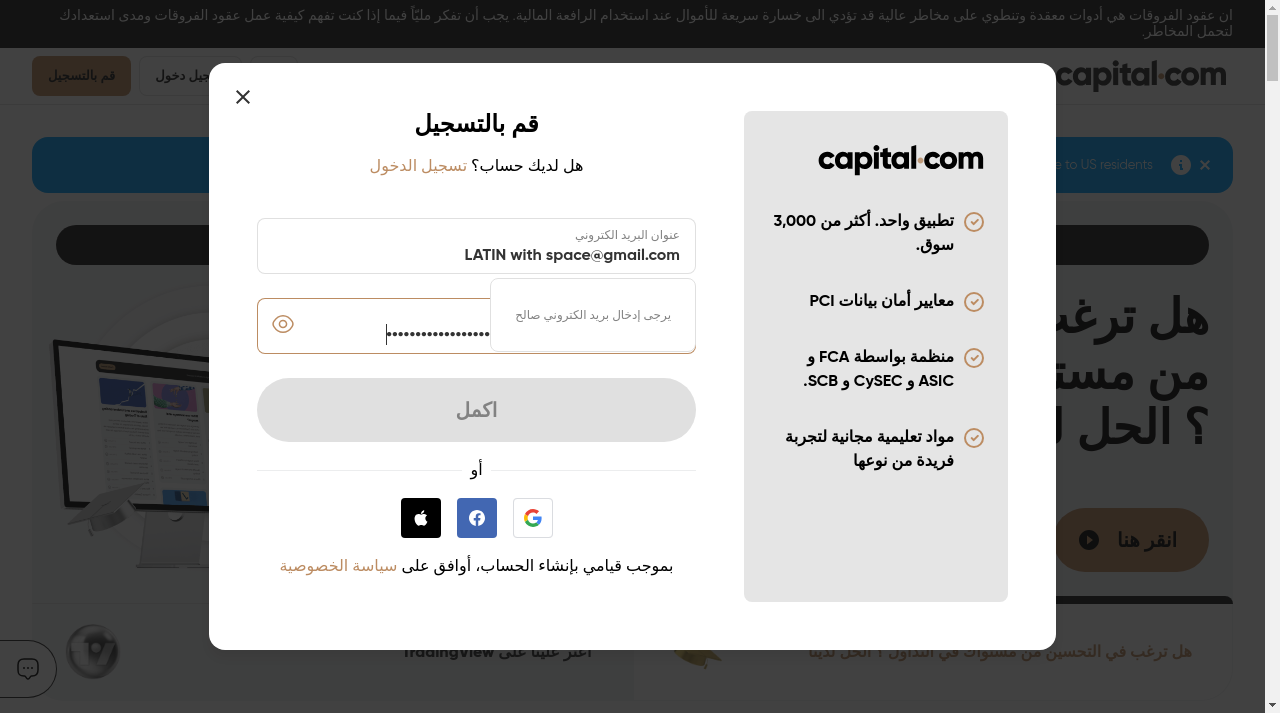 ان عقود الفروقات هي أدوات معقدة وتنطوي على مخاطر عالية قد تؤدي الى خسارة سريعة للأموال عند استخدام الرافعة المالية. يجب أن تفكر مليًا فيما إذا كنت تفهم كيفية عمل عقود الفروقات ومدى استعدادك
لتحمل المخاطر.
capital.com
جيل دخول
قم بالتسجيل
e to US residents
هل ترغب
من مست
؟ الحل ل
انقر هنا
هل ترغب في التحسين من مستواك في التداول ؟ الحل لدينا
اعثر علينا على TradingView
capital.com
تطبيق واحد. أكثر من 3,000
سوق.
معايير أمان بيانات PCI
منظمة بواسطة FCA و
ASIC و CySEC و SCB.
مواد تعليمية مجانية لتجربة
فريدة من نوعها
قم بالتسجيل
هل لديك حساب؟ تسجيل الدخول
عنوان البريد الكتروني
LATIN with space@gmail.com
يرجى إدخال بريد الكتروني صالح
اكمل
أو
بموجب قيامي بإنشاء الحساب، أوافق على سياسة الخصوصية